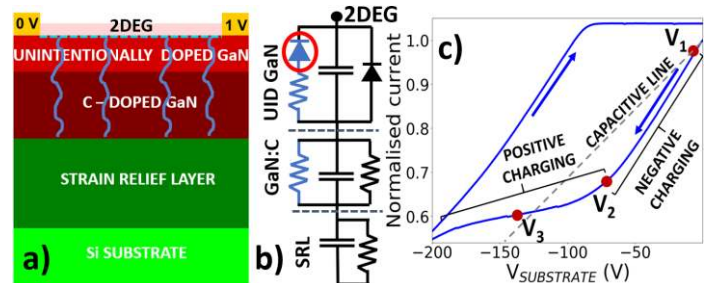 0 V
2DEG
1 V
UNINTENTIONALLY DOPED GaN
C – DOPED GaN
STRAIN RELIEF LAYER
Si SUBSTRATE
a)
2DEG
UID GaN
GaN:C
SRL
b)
c)
Normalised current
1.0
0.9
0.8
0.7
0.6
V1
CAPACITIVE LINE
POSITIVE CHARGING
NEGATIVE CHARGING
V2
V3
−200
−150
−100
−50
VSUBSTRATE (V)